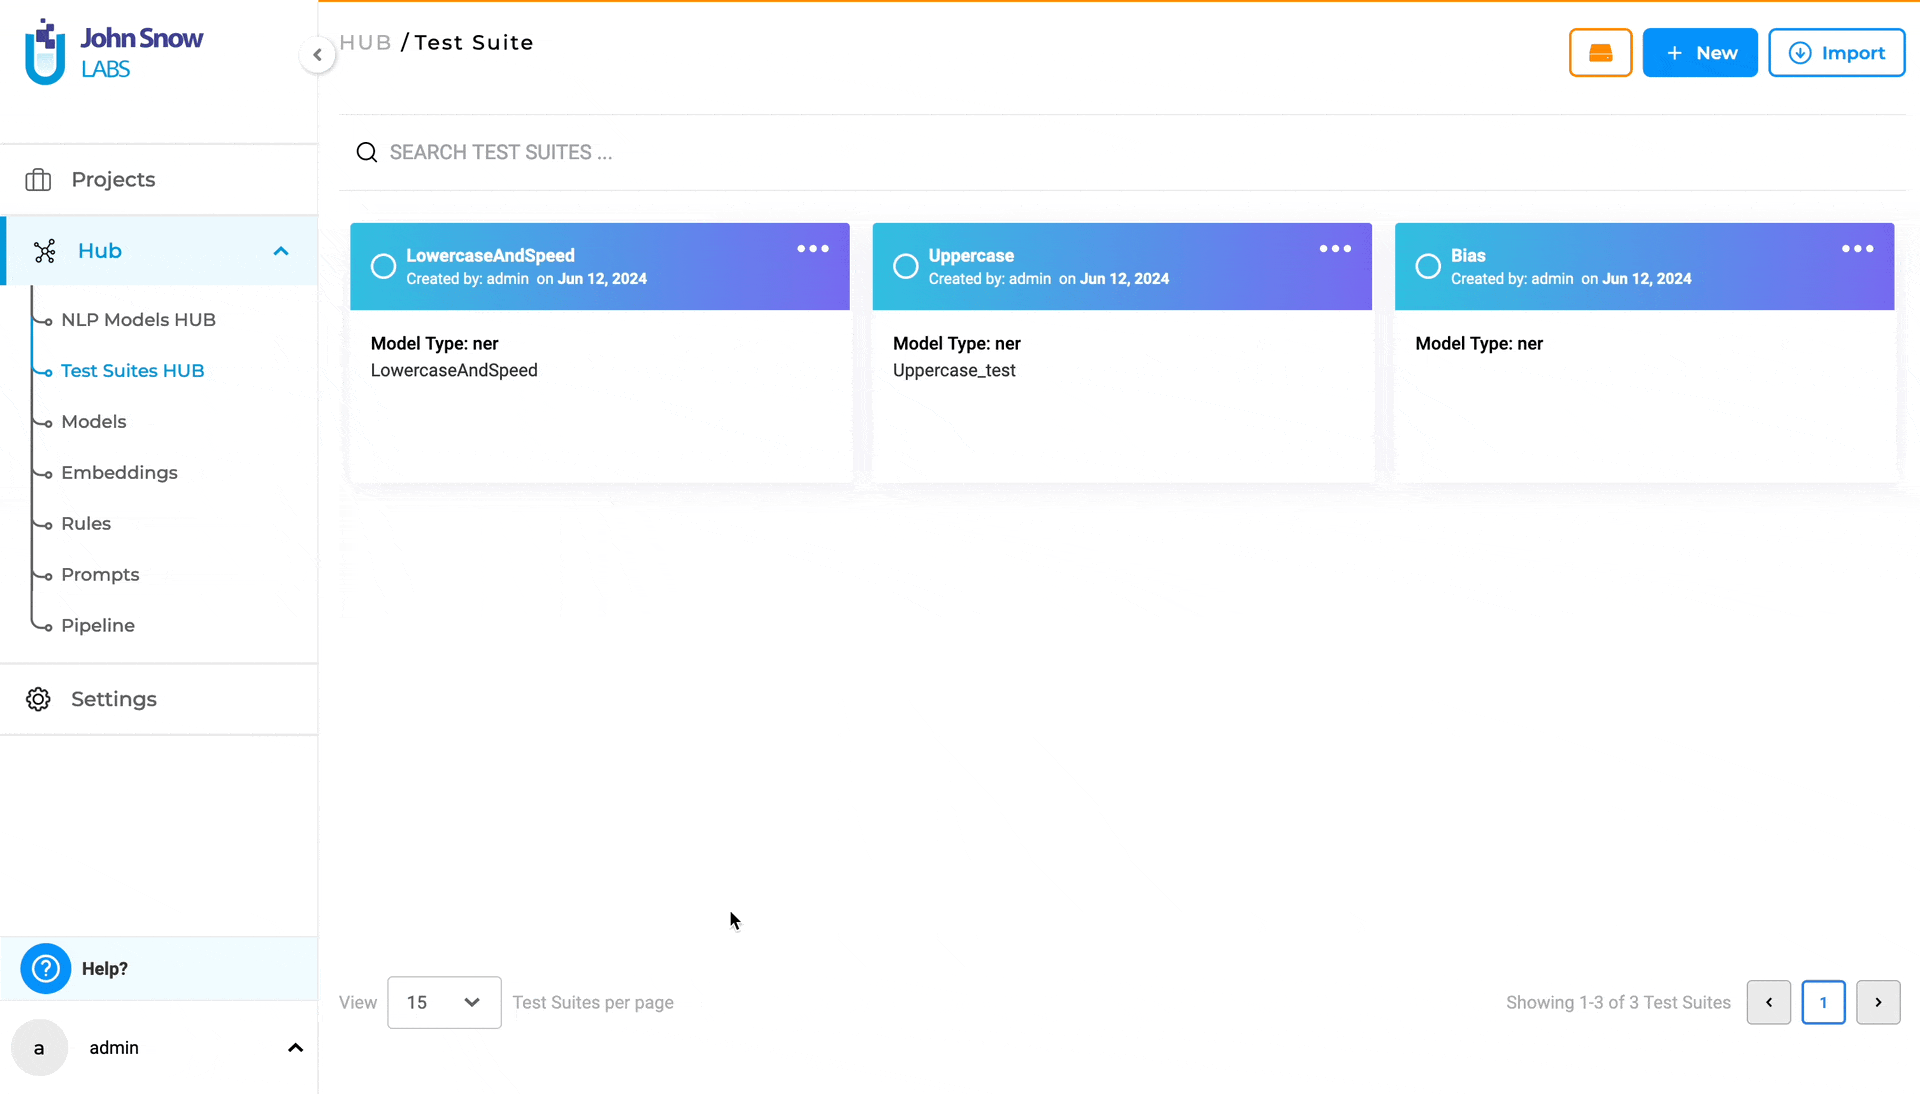 John Snow
LABS
HUB / Test Suite
New
Import
SEARCH TEST SUITES ...
Projects
Hub
NLP Models HUB
Test Suites HUB
Models
Embeddings
Rules
Prompts
Pipeline
Settings
LowercaseAndSpeed
Created by: admin on Jun 12, 2024
Model Type: ner
LowercaseAndSpeed
Uppercase
Created by: admin on Jun 12, 2024
Model Type: ner
Uppercase_test
Bias
Created by: admin on Jun 12, 2024
Model Type: ner
Help?
a admin
View 15 Test Suites per page
Showing 1-3 of 3 Test Suites
1